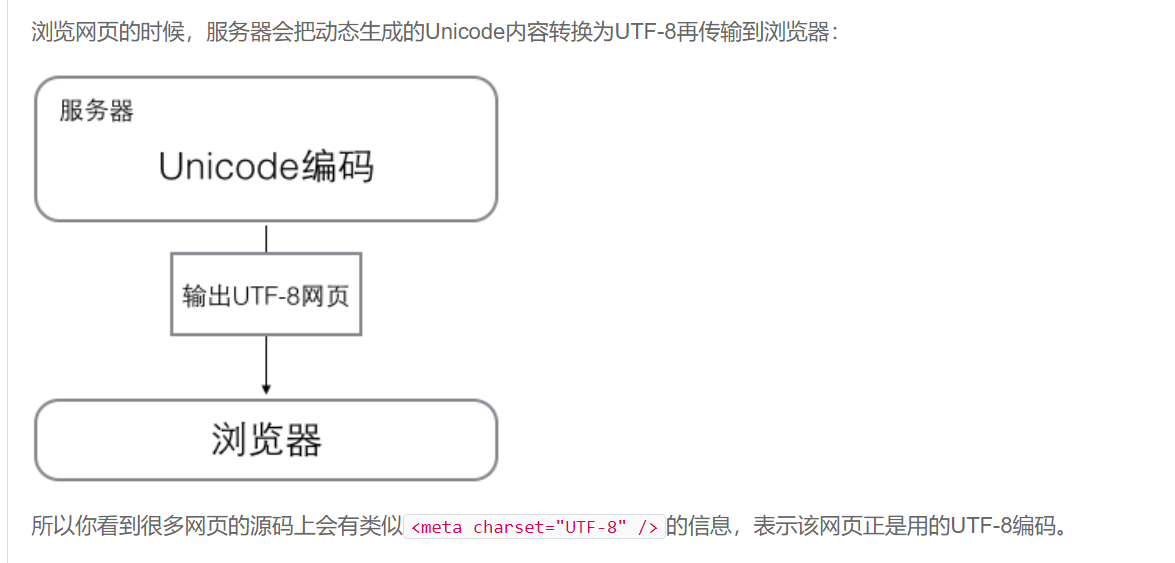 浏览网页的时候，服务器会把动态生成的Unicode内容转换为UTF-8再传输到浏览器：
服务器
Unicode编码
输出UTF-8网页
浏览器
所以你看到很多网页的源码上会有类似<meta charset="UTF-8" />的信息，表示该网页正是用的UTF-8编码。